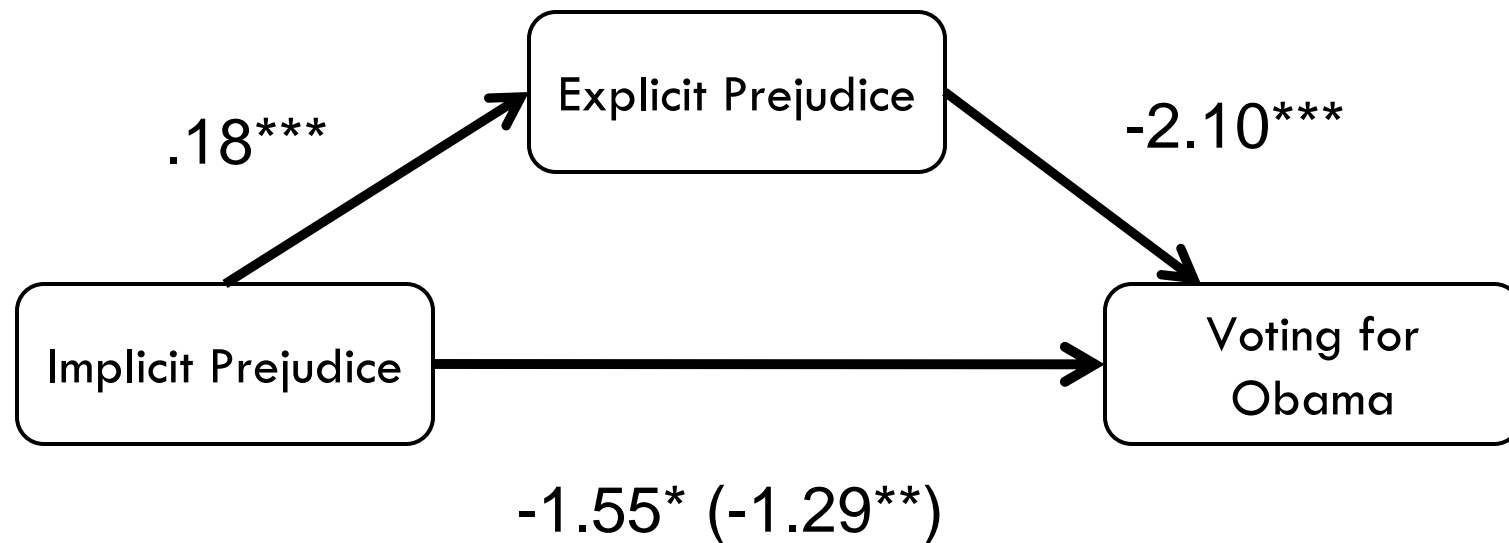 Explicit Prejudice
.18***
-2.10***
Implicit Prejudice
Voting for
Obama
-1.55* (-1.29**)